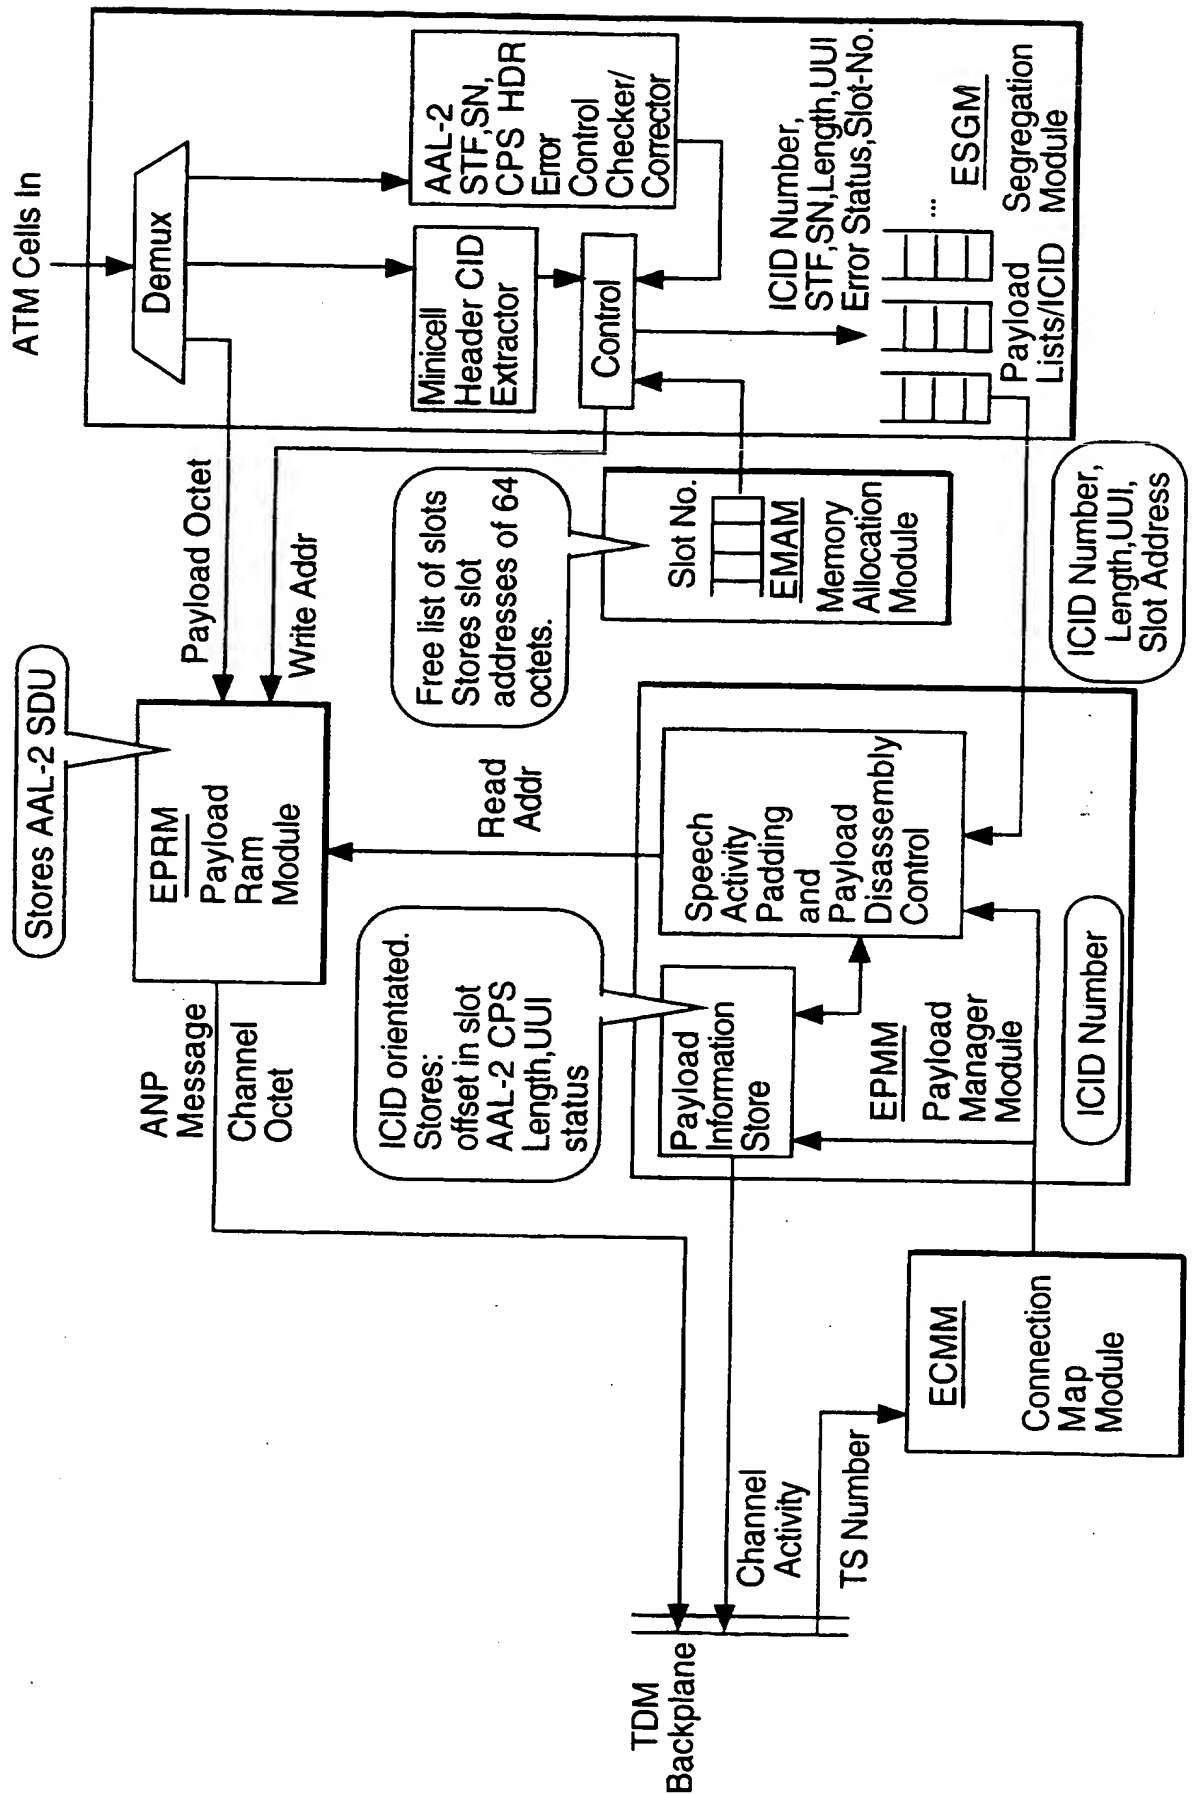 ATM Cells In
Demux
AAL-2
STF,SN,
CPS HDR
Error
Control
Checker/
Corrector
Minicell
Header CID
Extractor
Control
ICID Number,
STF,SN,Length,UUI
Error Status,Slot-No.
...
ESGM
Segregation
Module
Payload
Lists/ICID
Payload Octet
Write Addr
Stores AAL-2 SDU
EPRM
Payload
Ram
Module
Free list of slots
Stores slot
addresses of 64
octets.
Slot No.
EMAM
Memory
Allocation
Module
ICID Number,
Length,UUI,
Slot Address
Read
Addr
Speech
Activity
Padding
and
Payload
Disassembly
Control
ANP
Message
Channel
Octet
ICID orientated.
Stores:
offset in slot
AAL-2 CPS
Length,UUI
status
Payload
Information
Store
EPMM
Payload
Manager
Module
ICID Number
ECMM
Connection
Map
Module
Channel
Activity
TS Number
TDM
Backplane